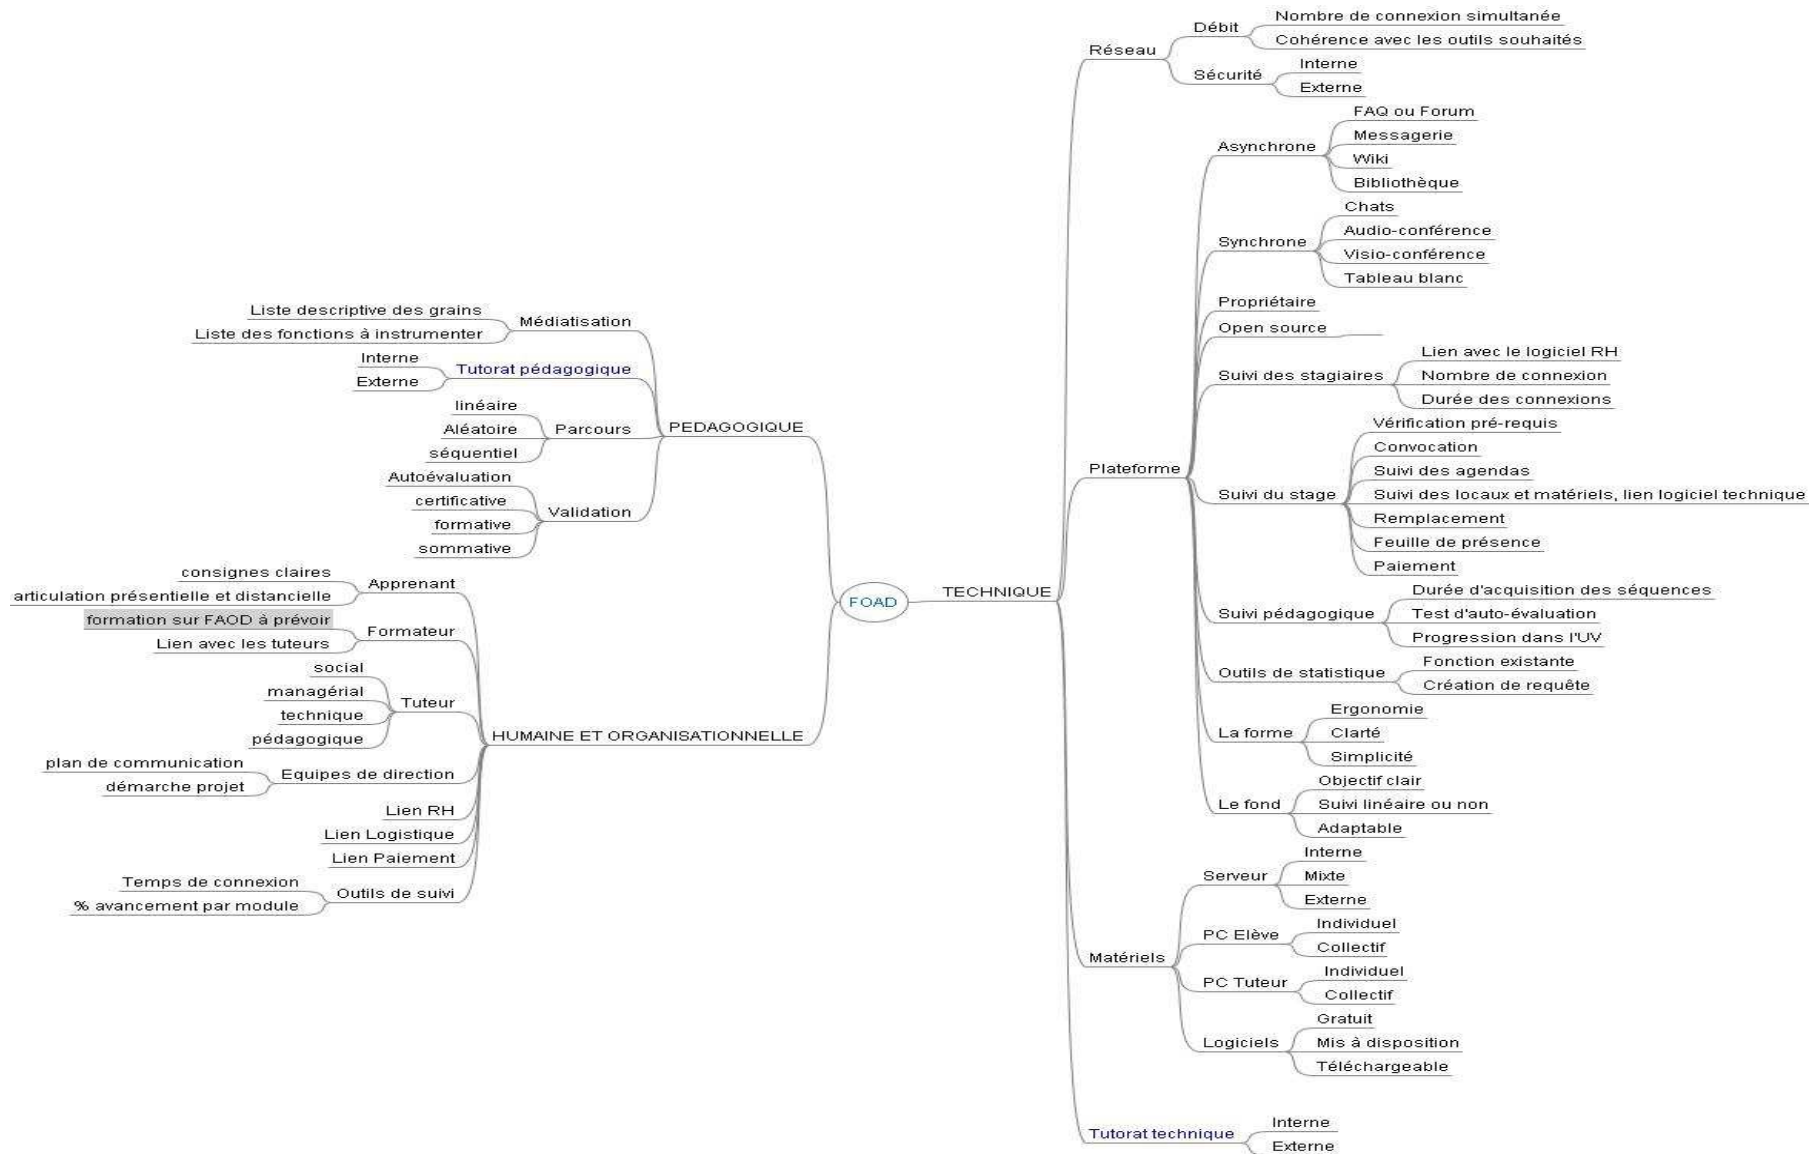 FOAD
PEDAGOGIQUE
Médiatisation
Liste descriptive des grains
Liste des fonctions à instrumenter
Tutorat pédagogique
Interne
Externe
Parcours
linéaire
Aléatoire
séquentiel
Validation
Autoévaluation
certificative
formative
sommative
HUMAINE ET ORGANISATIONNELLE
Apprenant
consignes claires
articulation présentielle et distancielle
Formateur
formation sur FAOD à prévoir
Lien avec les tuteurs
Tuteur
social
managérial
technique
pédagogique
Equipes de direction
plan de communication
démarche projet
Lien RH
Lien Logistique
Lien Paiement
Outils de suivi
Temps de connexion
% avancement par module
TECHNIQUE
Réseau
Débit
Nombre de connexion simultanée
Cohérence avec les outils souhaités
Sécurité
Interne
Externe
Plateforme
Asynchrone
FAQ ou Forum
Messagerie
Wiki
Bibliothèque
Synchrone
Chats
Audio-conférence
Visio-conférence
Tableau blanc
Propriétaire
Open source
Suivi des stagiaires
Lien avec le logiciel RH
Nombre de connexion
Durée des connexions
Suivi du stage
Vérification pré-requis
Convocation
Suivi des agendas
Suivi des locaux et matériels, lien logiciel technique
Remplacement
Feuille de présence
Paiement
Suivi pédagogique
Durée d'acquisition des séquences
Test d'auto-évaluation
Progression dans l'UV
Outils de statistique
Fonction existante
Création de requête
La forme
Ergonomie
Clarté
Simplicité
Le fond
Objectif clair
Suivi linéaire ou non
Adaptable
Matériels
Serveur
Interne
Mixte
Externe
PC Elève
Individuel
Collectif
PC Tuteur
Individuel
Collectif
Logiciels
Gratuit
Mis à disposition
Téléchargeable
Tutorat technique
Interne
Externe